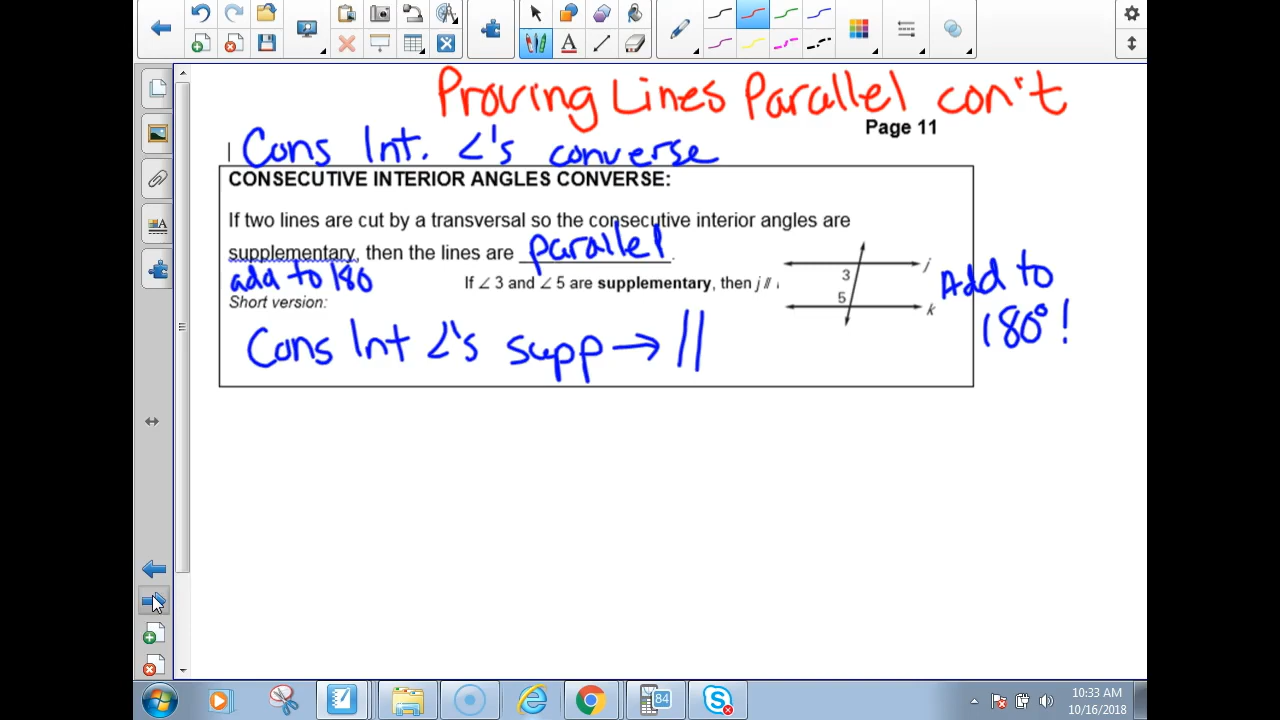 Proving Lines Parallel con't
Page 11
Cons Int. ∠'s converse
CONSECUTIVE INTERIOR ANGLES CONVERSE:
If two lines are cut by a transversal so the consecutive interior angles are
supplementary, then the lines are parallel.
add to 180
If ∠ 3 and ∠ 5 are supplementary, then j //
Short version:
Cons Int ∠'s supp → ||
3
j
5
k
Add to
180° !
84
10:33 AM
10/16/2018